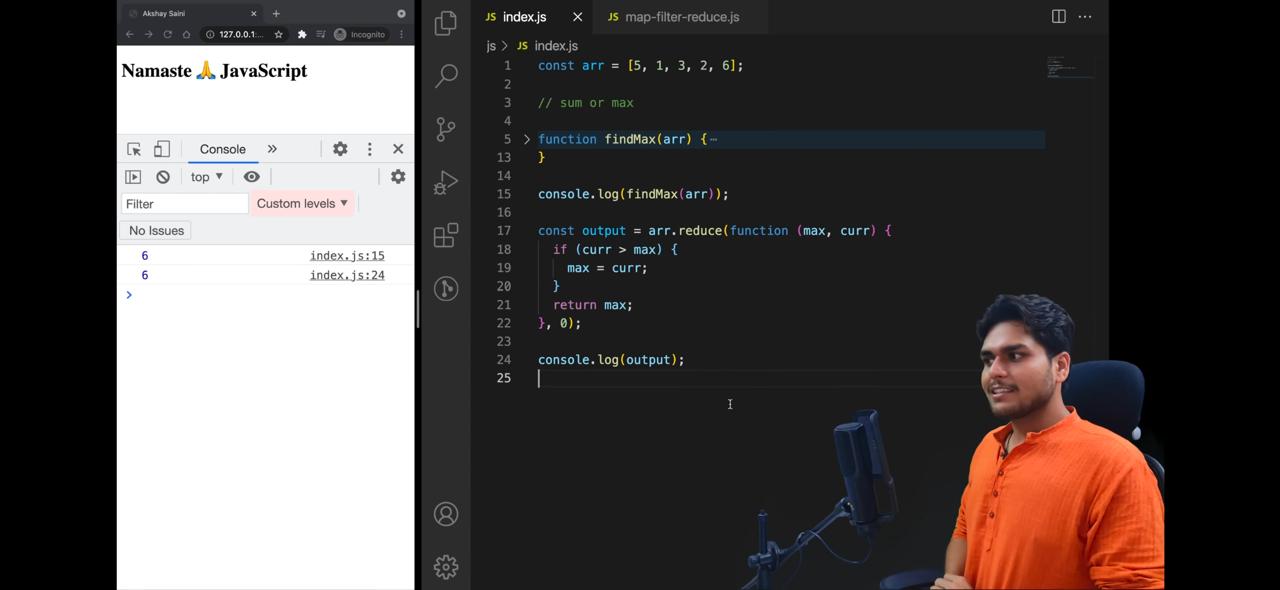 Akshay Saini
127.0.0.1:...
Incognito
Namaste 🙏 JavaScript
Console
top ▼
Filter
Custom levels ▼
No Issues
6 index.js:15
6 index.js:24
>
JS index.js
JS map-filter-reduce.js
js > JS index.js
1 const arr = [5, 1, 3, 2, 6];
2
3 // sum or max
4
5 function findMax(arr) {⋯
13 }
14
15 console.log(findMax(arr));
16
17 const output = arr.reduce(function (max, curr) {
18 if (curr > max) {
19 max = curr;
20 }
21 return max;
22 }, 0);
23
24 console.log(output);
25